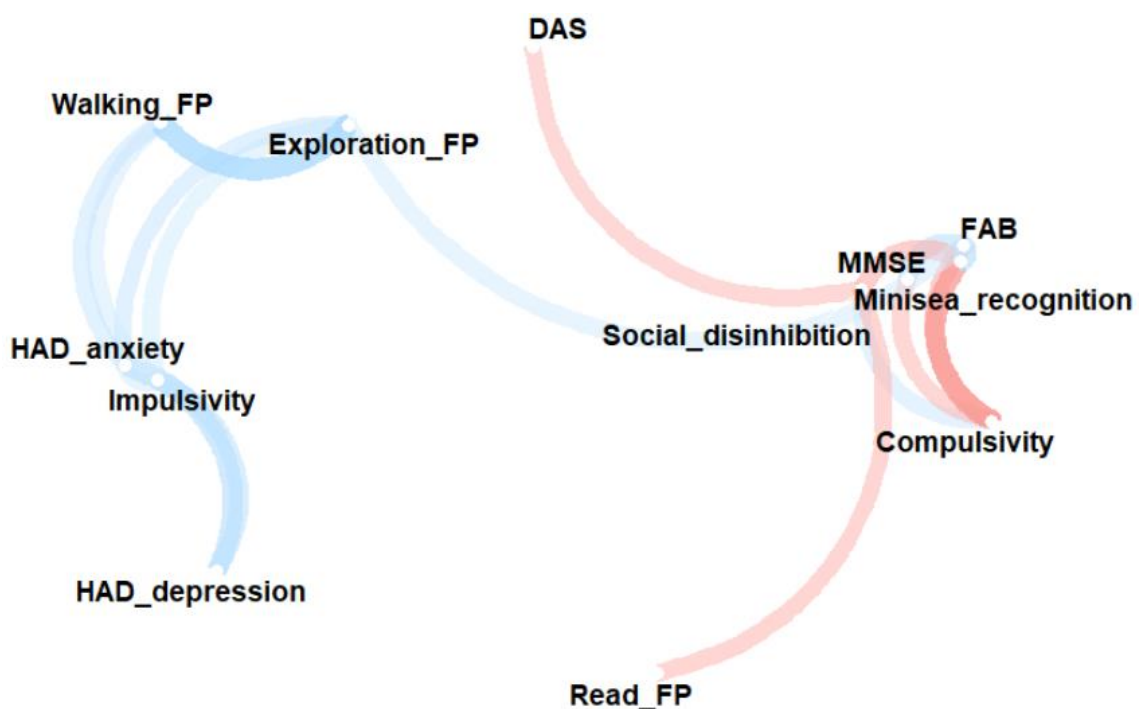 DAS
Walking_FP
Exploration_FP
FAB
MMSE
Minisea_recognition
Social_disinhibition
HAD_anxiety
Impulsivity
Compulsivity
HAD_depression
Read_FP